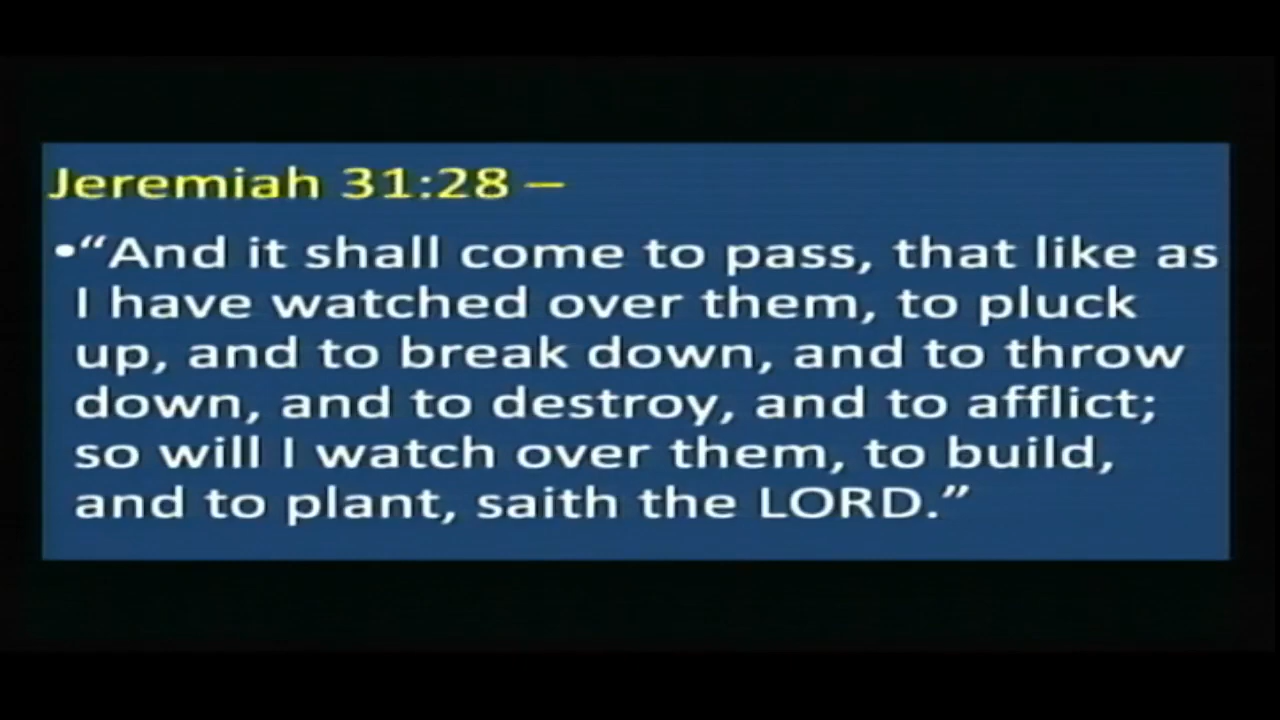 Jeremiah 31:28 –
•“And it shall come to pass, that like as
I have watched over them, to pluck
up, and to break down, and to throw
down, and to destroy, and to afflict;
so will I watch over them, to build,
and to plant, saith the LORD.”